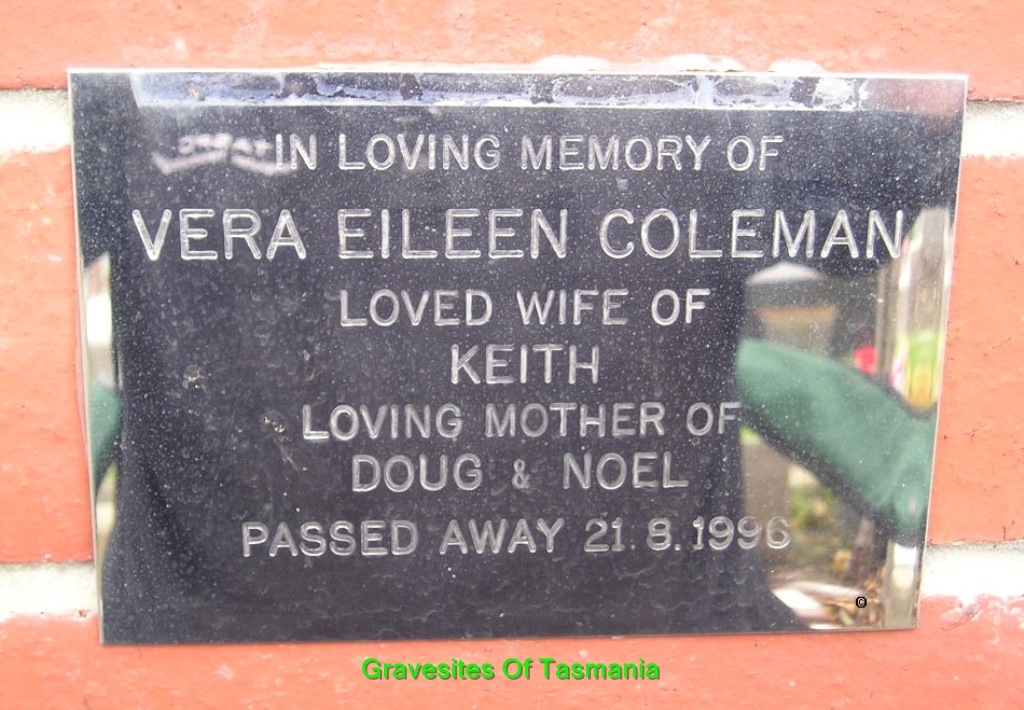 IN LOVING MEMORY OF
VERA EILEEN COLEMAN
LOVED WIFE OF
KEITH
LOVING MOTHER OF
DOUG & NOEL
PASSED AWAY 21.8.1996
©
Gravesites Of Tasmania